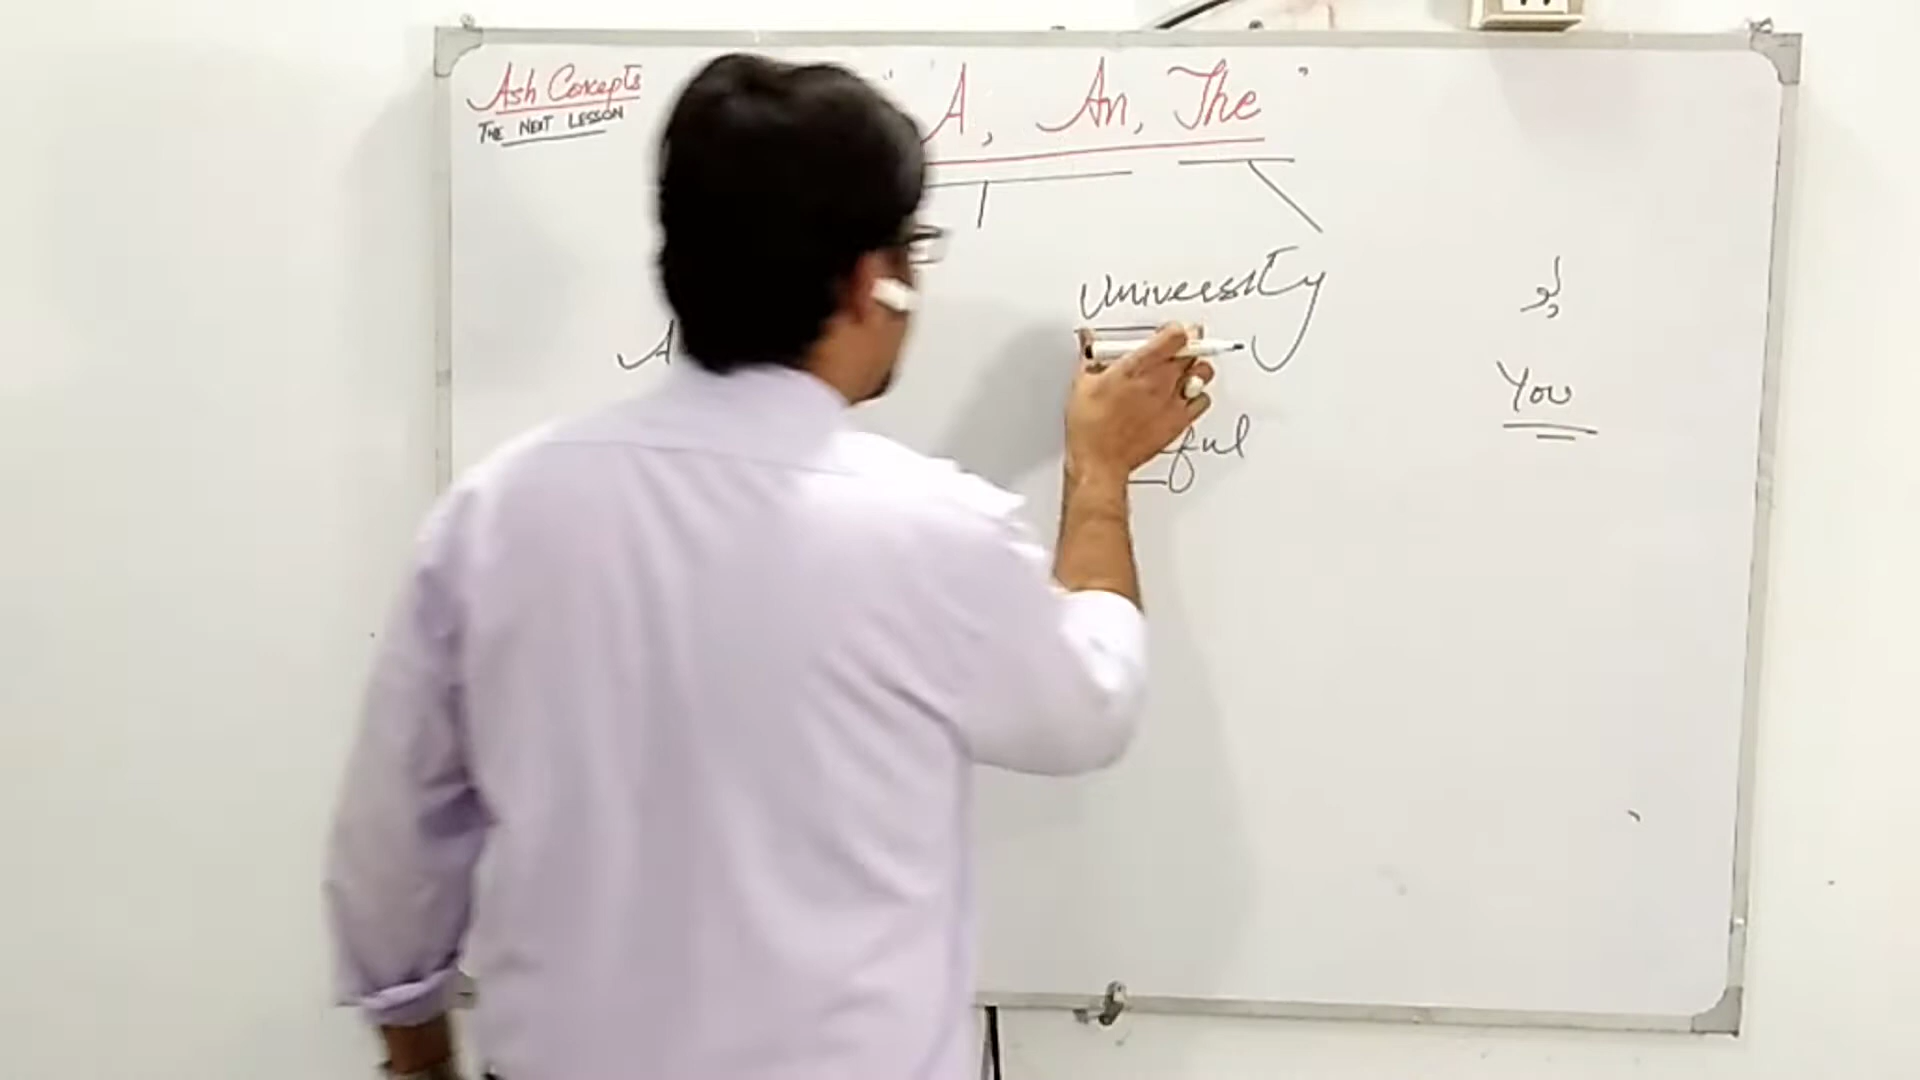 Ash Concepts
THE NEXT LESSON
" A, An, The "
University
یو
A
You
ful